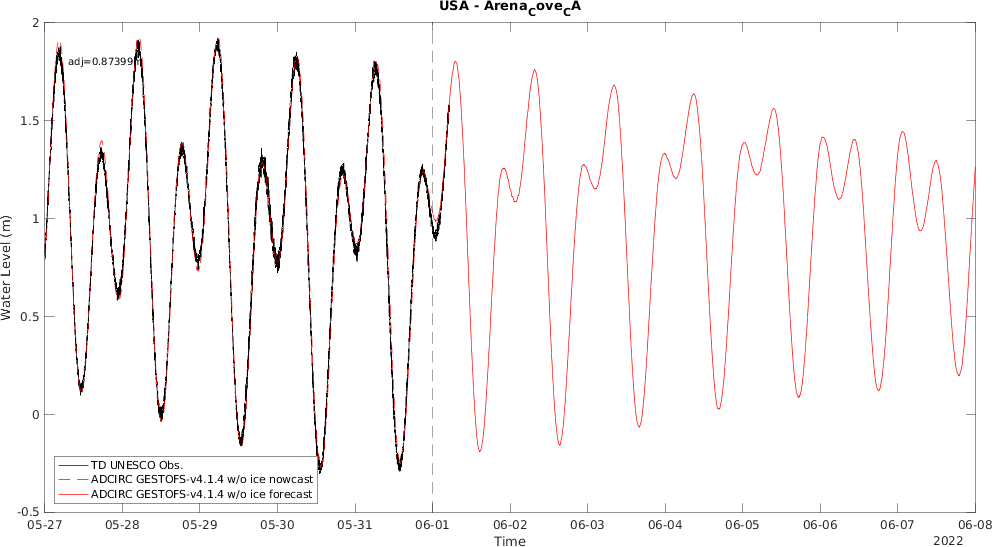 USA - ArenaCoveCA
2
1.5
1
0.5
0
-0.5
Water Level (m)
adj=0.87399
TD UNESCO Obs.
ADCIRC GESTOFS-v4.1.4 w/o ice nowcast
ADCIRC GESTOFS-v4.1.4 w/o ice forecast
05-27 05-28 05-29 05-30 05-31 06-01 06-02 06-03 06-04 06-05 06-06 06-07 06-08
Time
2022